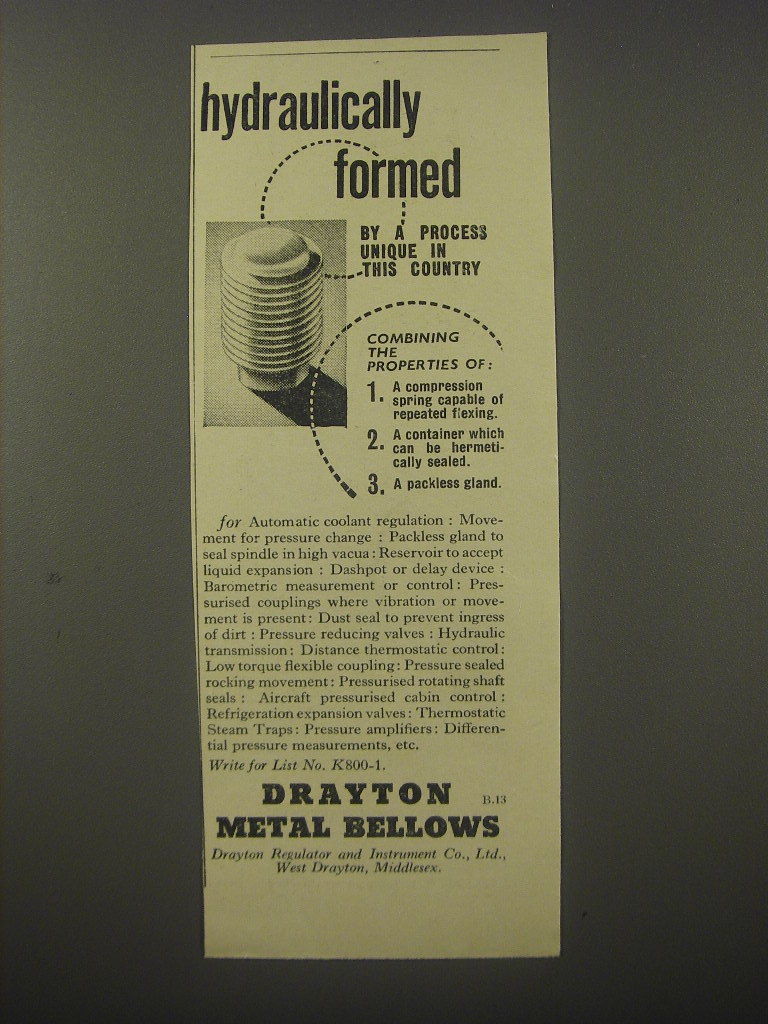 hydraulically
formed
BY A PROCESS
UNIQUE IN
THIS COUNTRY
COMBINING
THE
PROPERTIES OF:
1. A compression
spring capable of
repeated flexing.
2. A container which
can be hermeti-
cally sealed.
3. A packless gland.
for Automatic coolant regulation : Move-
ment for pressure change : Packless gland to
seal spindle in high vacua : Reservoir to accept
liquid expansion : Dashpot or delay device :
Barometric measurement or control : Pres-
surised couplings where vibration or move-
ment is present : Dust seal to prevent ingress
of dirt : Pressure reducing valves : Hydraulic
transmission : Distance thermostatic control :
Low torque flexible coupling : Pressure sealed
rocking movement : Pressurised rotating shaft
seals : Aircraft pressurised cabin control :
Refrigeration expansion valves : Thermostatic
Steam Traps : Pressure amplifiers : Differen-
tial pressure measurements, etc.
Write for List No. K800-1.
DRAYTON B.13
METAL BELLOWS
Drayton Regulator and Instrument Co., Ltd.,
West Drayton, Middlesex.